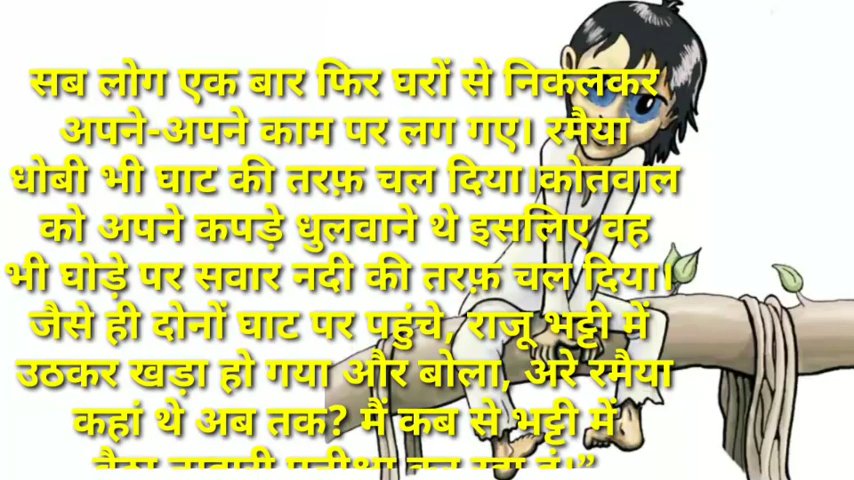 सब लोग एक बार फिर घरों से निकलकर
अपने-अपने काम पर लग गए। रमैया
धोबी भी घाट की तरफ़ चल दिया।कोतवाल
को अपने कपड़े धुलवाने थे इसलिए वह
भी घोड़े पर सवार नदी की तरफ़ चल दिया।
जैसे ही दोनों घाट पर पहुंचे, राजू भट्टी में
उठकर खड़ा हो गया और बोला, अरे रमैया
कहां थे अब तक? मैं कब से भट्टी में